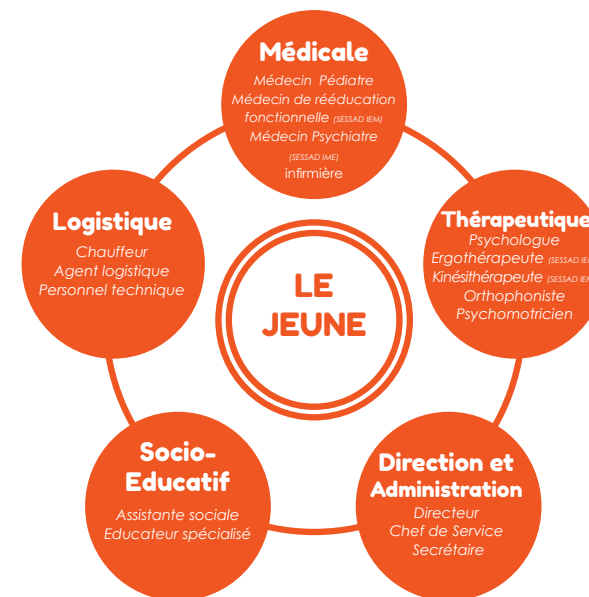 Médicale
Médecin Pédiatre
Médecin de rééducation
fonctionnelle (SESSAD IEM)
Médecin Psychiatre
(SESSAD IME)
infirmière
Thérapeutique
Psychologue
Ergothérapeute (SESSAD IEM
Kinésithérapeute (SESSAD IEM
Orthophoniste
Psychomotricien
Logistique
Chauffeur
Agent logistique
Personnel technique
LE
JEUNE
Socio-
Educatif
Assistante sociale
Educateur spécialisé
Direction et
Administration
Directeur
Chef de Service
Secrétaire